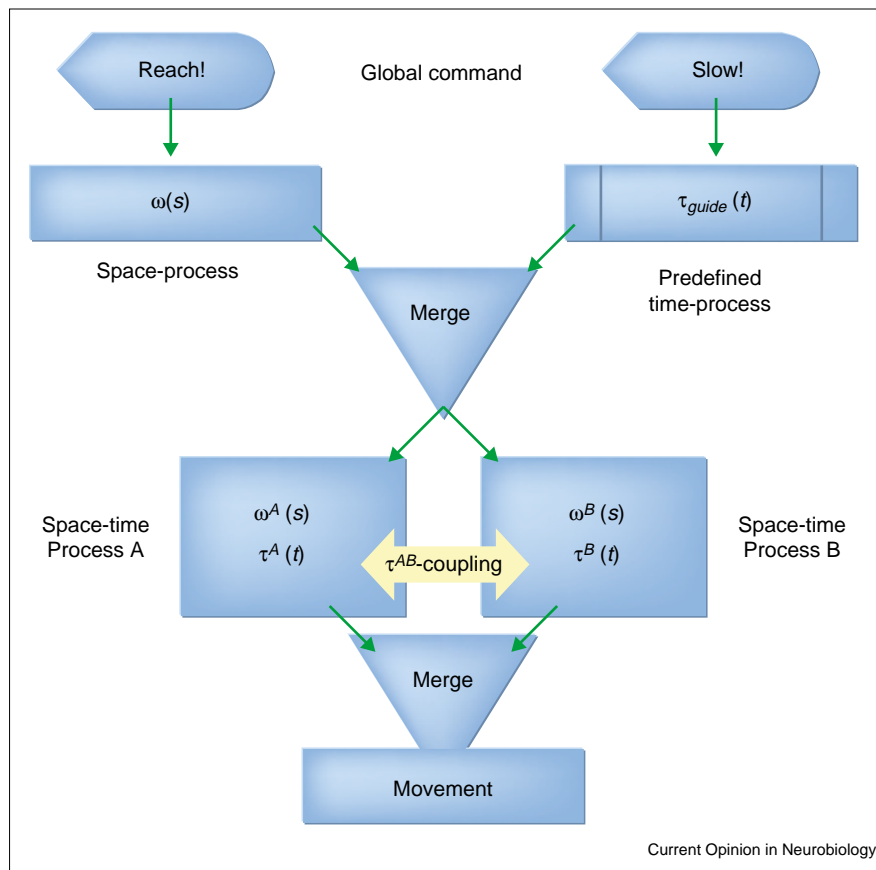 Reach!
Global command
Slow!
ω(s)
τguide (t)
Space-process
Predefined
time-process
Merge
Space-time
Process A
ωA (s)
τA (t)
τAB-coupling
ωB (s)
τB (t)
Space-time
Process B
Merge
Movement
Current Opinion in Neurobiology